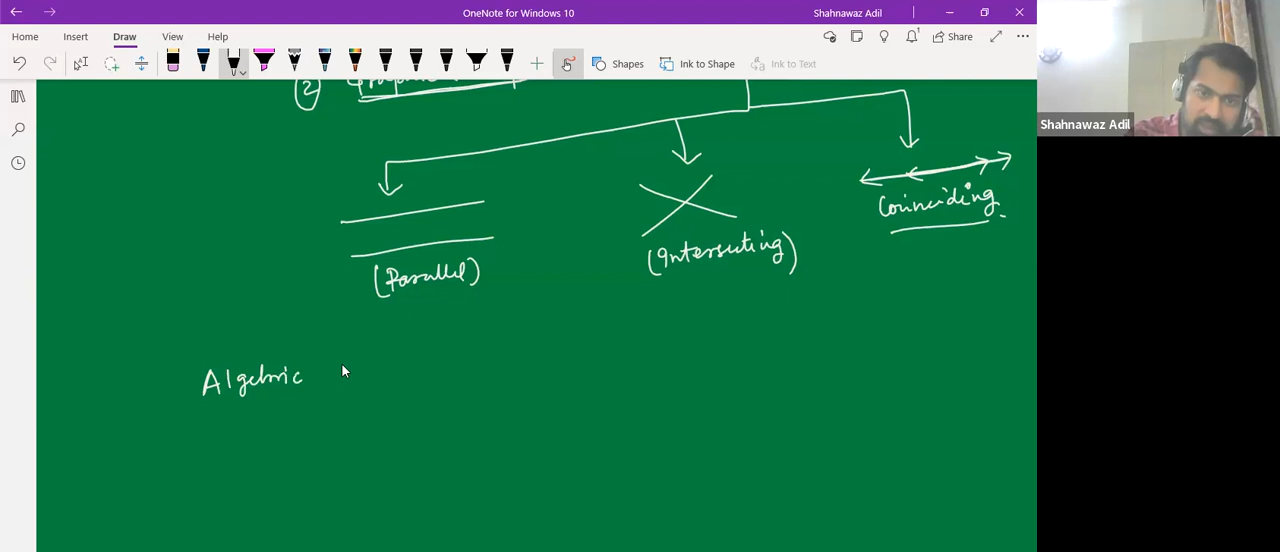 OneNote for Windows 10
Shahnawaz Adil
Home Insert Draw View Help
Share
Shapes
Ink to Shape
Ink to Text
②
(Parallel)
(Intersecting)
Coinciding
Algebric
Shahnawaz Adil